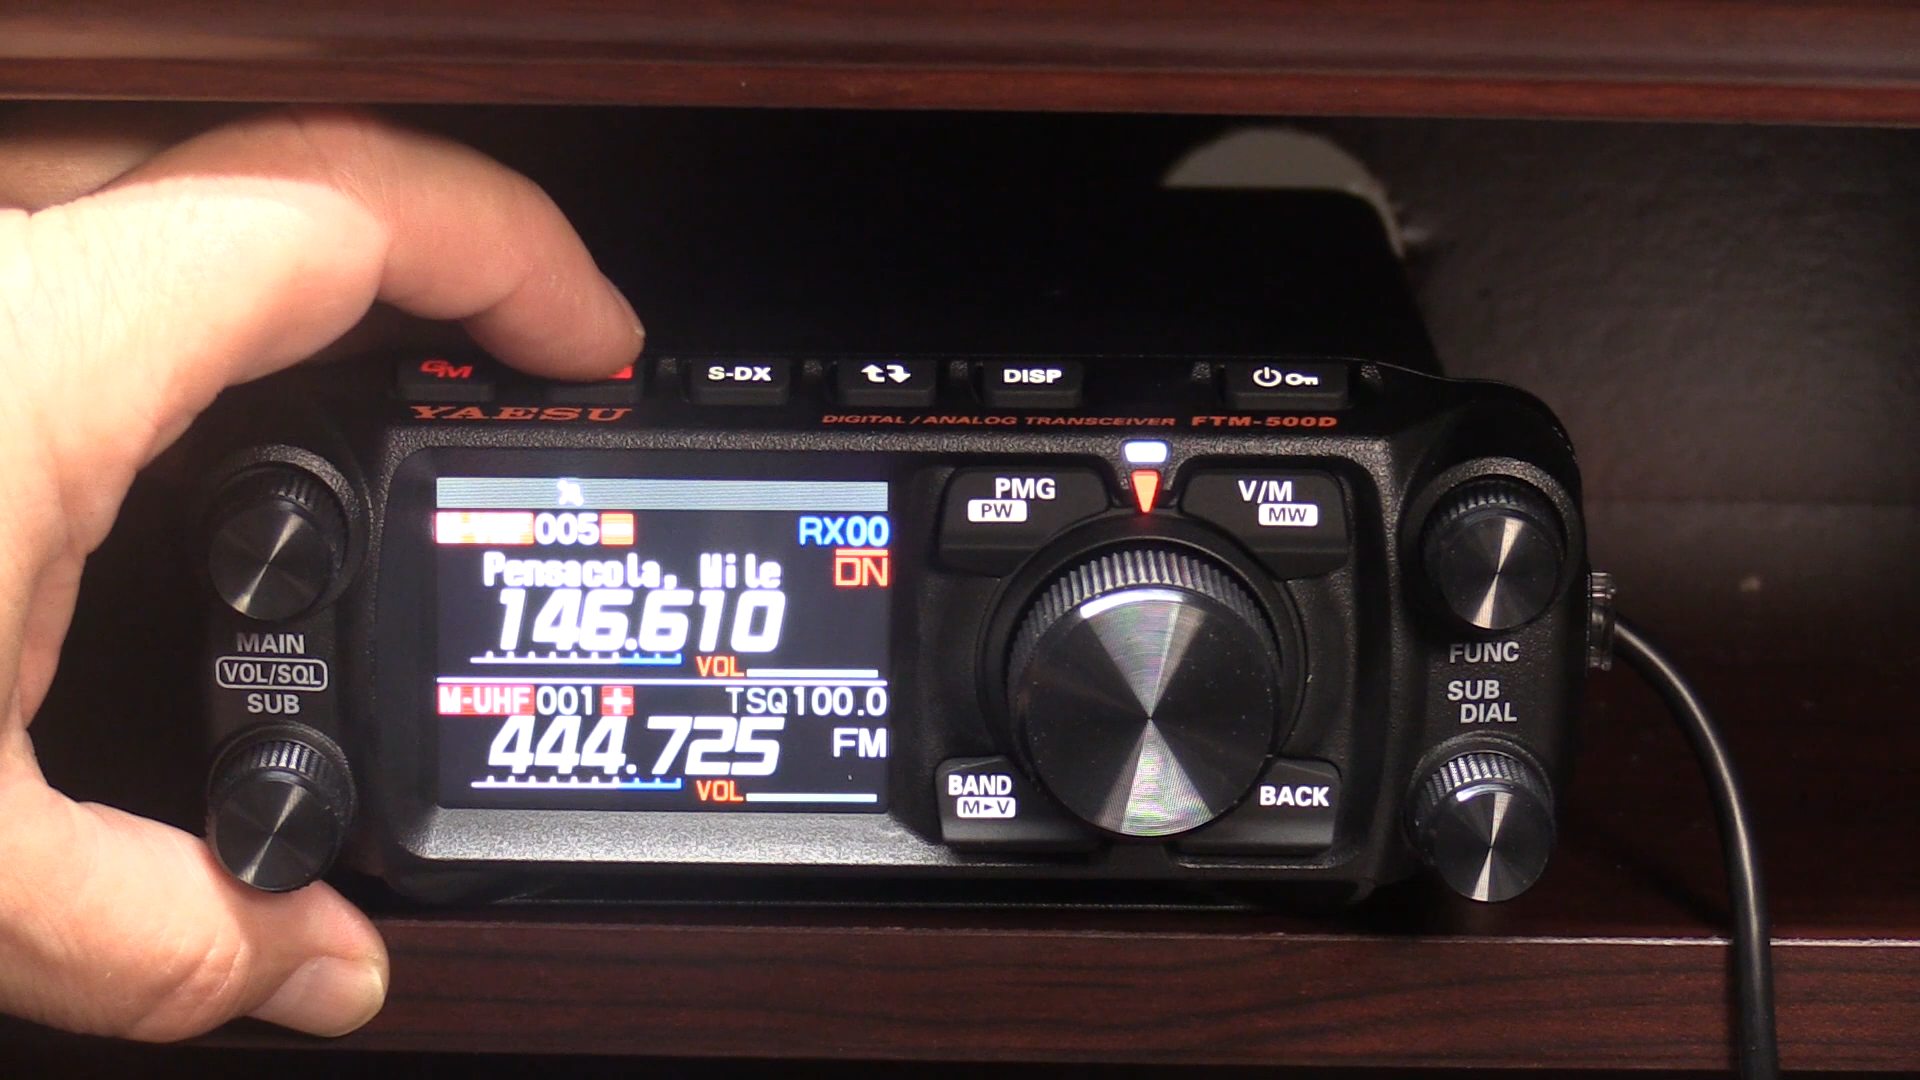 GM
S-DX
DISP
YAESU
DIGITAL / ANALOG TRANSCEIVER FTM-500D
PMG
PW
V/M
MW
005
RX00
Pensacola, Mile
DN
146.610
VOL
M-UHF 001 + TSQ100.0
444.725
FM
VOL
MAIN
VOL/SQL
SUB
FUNC
SUB
DIAL
BAND
M►V
BACK